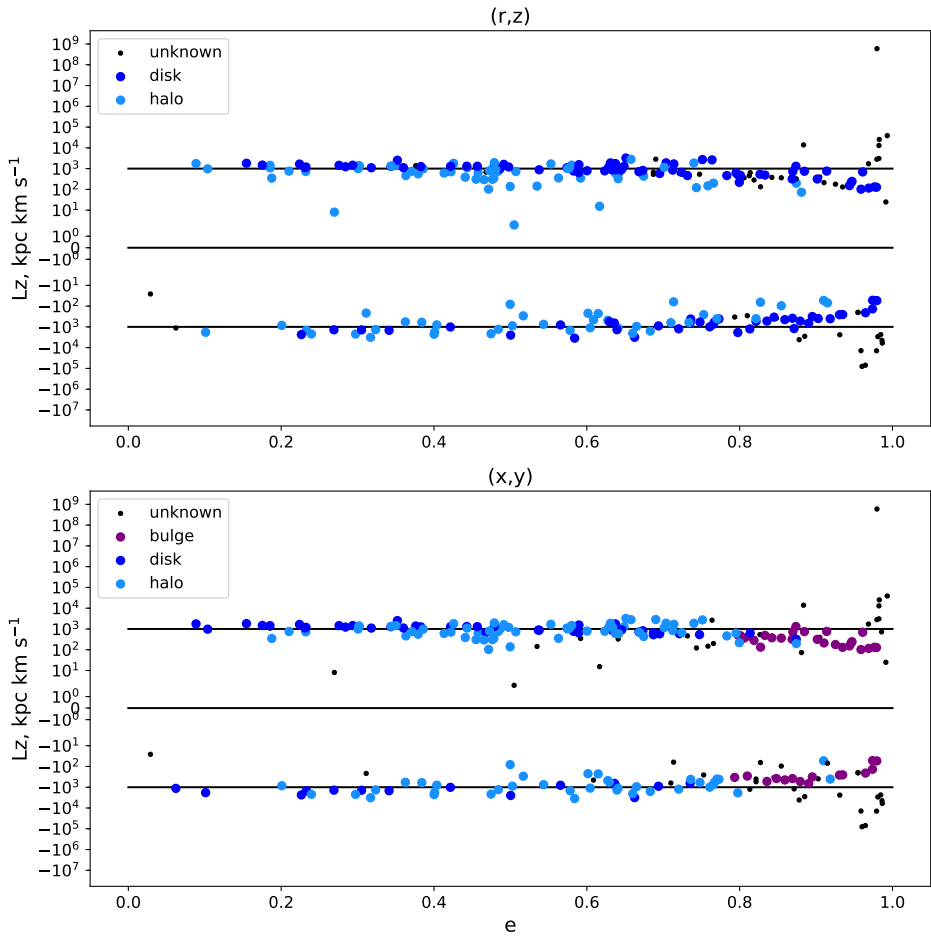 (r,z)
Lz, kpc km s⁻¹
10⁹
10⁸
10⁷
10⁶
10⁵
10⁴
10³
10²
10¹
10⁰
0
−10⁰
−10¹
−10²
−10³
−10⁴
−10⁵
−10⁶
−10⁷
unknown
disk
halo
0.0 0.2 0.4 0.6 0.8 1.0
(x,y)
Lz, kpc km s⁻¹
10⁹
10⁸
10⁷
10⁶
10⁵
10⁴
10³
10²
10¹
10⁰
0
−10⁰
−10¹
−10²
−10³
−10⁴
−10⁵
−10⁶
−10⁷
unknown
bulge
disk
halo
0.0 0.2 0.4 0.6 0.8 1.0
e